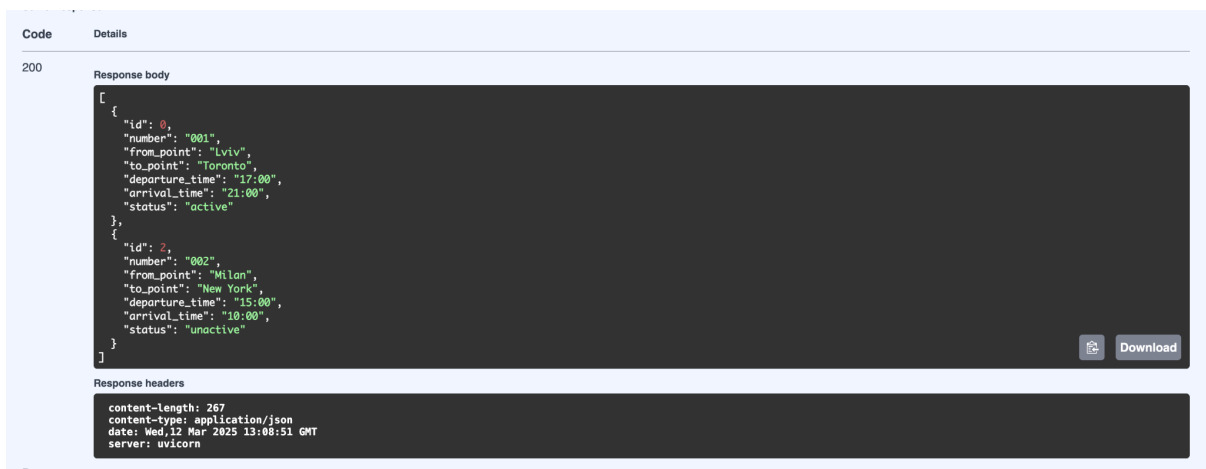 Code Details
200
Response body
[
  {
    "id": 0,
    "number": "001",
    "from_point": "Lviv",
    "to_point": "Toronto",
    "departure_time": "17:00",
    "arrival_time": "21:00",
    "status": "active"
  },
  {
    "id": 2,
    "number": "002",
    "from_point": "Milan",
    "to_point": "New York",
    "departure_time": "15:00",
    "arrival_time": "10:00",
    "status": "unactive"
  }
]
Download
Response headers
content-length: 267
content-type: application/json
date: Wed,12 Mar 2025 13:08:51 GMT
server: uvicorn